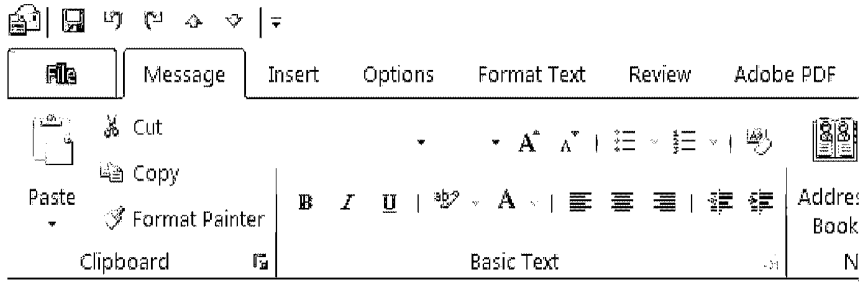 File Message Insert Options Format Text Review Adobe PDF
Cut
Copy
Paste
Format Painter
B I U A
Addres
Book
Clipboard Basic Text N